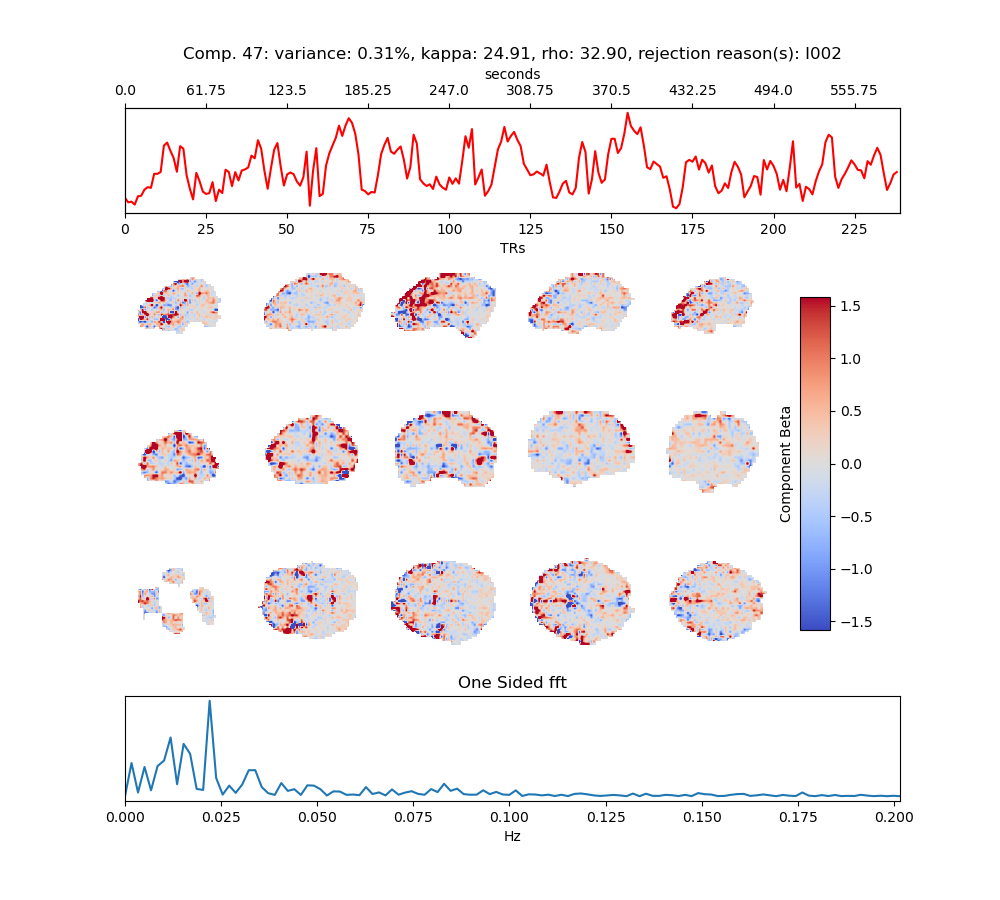 Comp. 47: variance: 0.31%, kappa: 24.91, rho: 32.90, rejection reason(s): I002
seconds
0.0 61.75 123.5 185.25 247.0 308.75 370.5 432.25 494.0 555.75
0 25 50 75 100 125 150 175 200 225
TRs
1.5
1.0
0.5
0.0
−0.5
−1.0
−1.5
Component Beta
One Sided fft
0.000 0.025 0.050 0.075 0.100 0.125 0.150 0.175 0.200
Hz